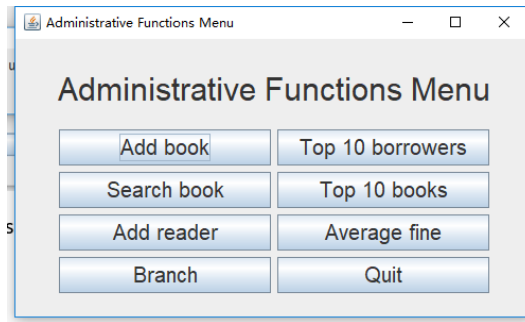 Administrative Functions Menu
Administrative Functions Menu
Add book Top 10 borrowers
Search book Top 10 books
Add reader Average fine
Branch Quit